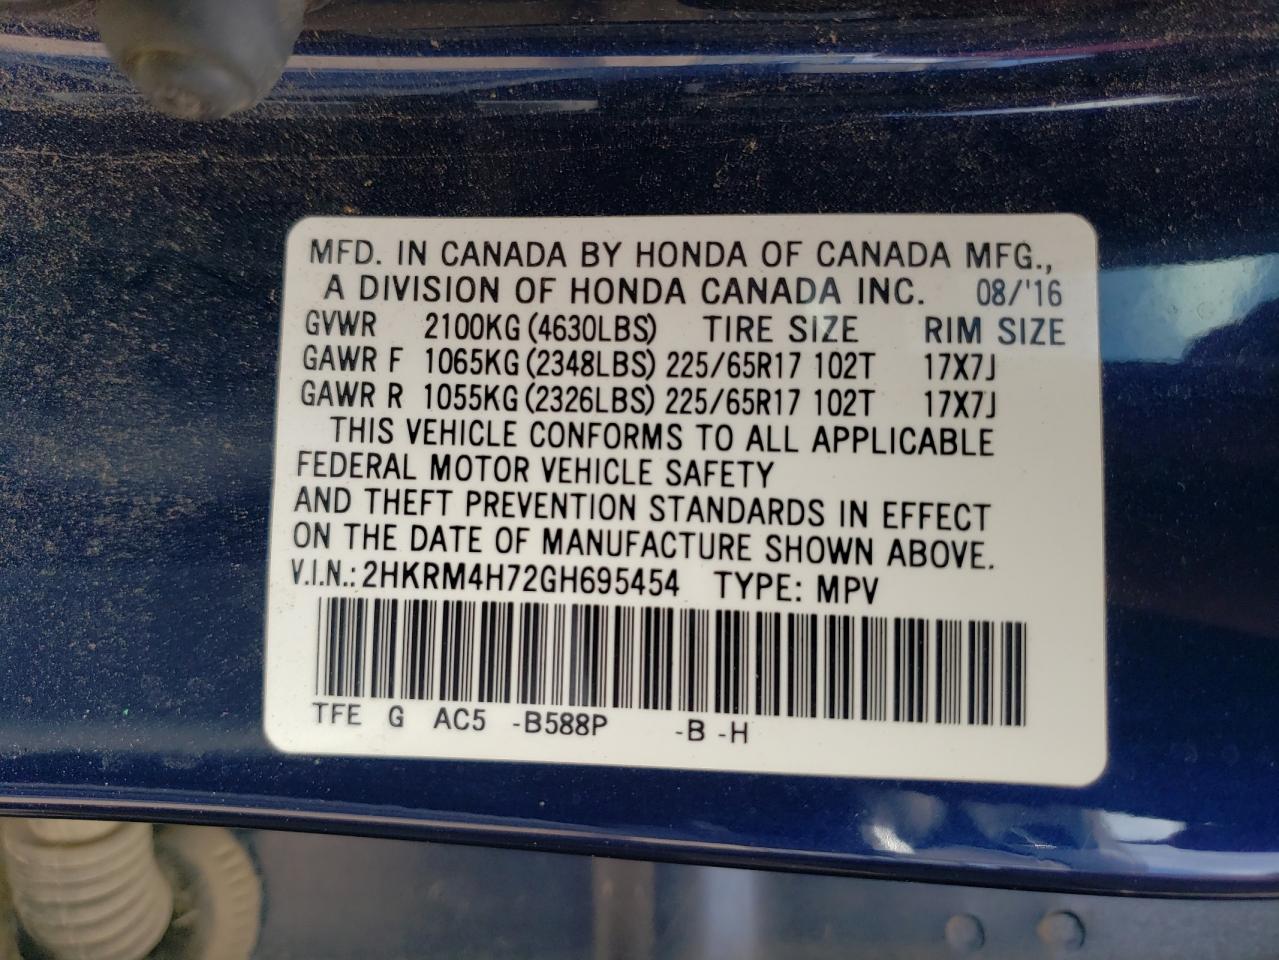 MFD. IN CANADA BY HONDA OF CANADA MFG.,
A DIVISION OF HONDA CANADA INC. 08/'16
GVWR 2100KG (4630LBS) TIRE SIZE RIM SIZE
GAWR F 1065KG (2348LBS) 225/65R17 102T 17X7J
GAWR R 1055KG (2326LBS) 225/65R17 102T 17X7J
THIS VEHICLE CONFORMS TO ALL APPLICABLE
FEDERAL MOTOR VEHICLE SAFETY
AND THEFT PREVENTION STANDARDS IN EFFECT
ON THE DATE OF MANUFACTURE SHOWN ABOVE.
V.I.N.: 2HKRM4H72GH695454 TYPE: MPV
TFE G AC5 -B588P -B -H